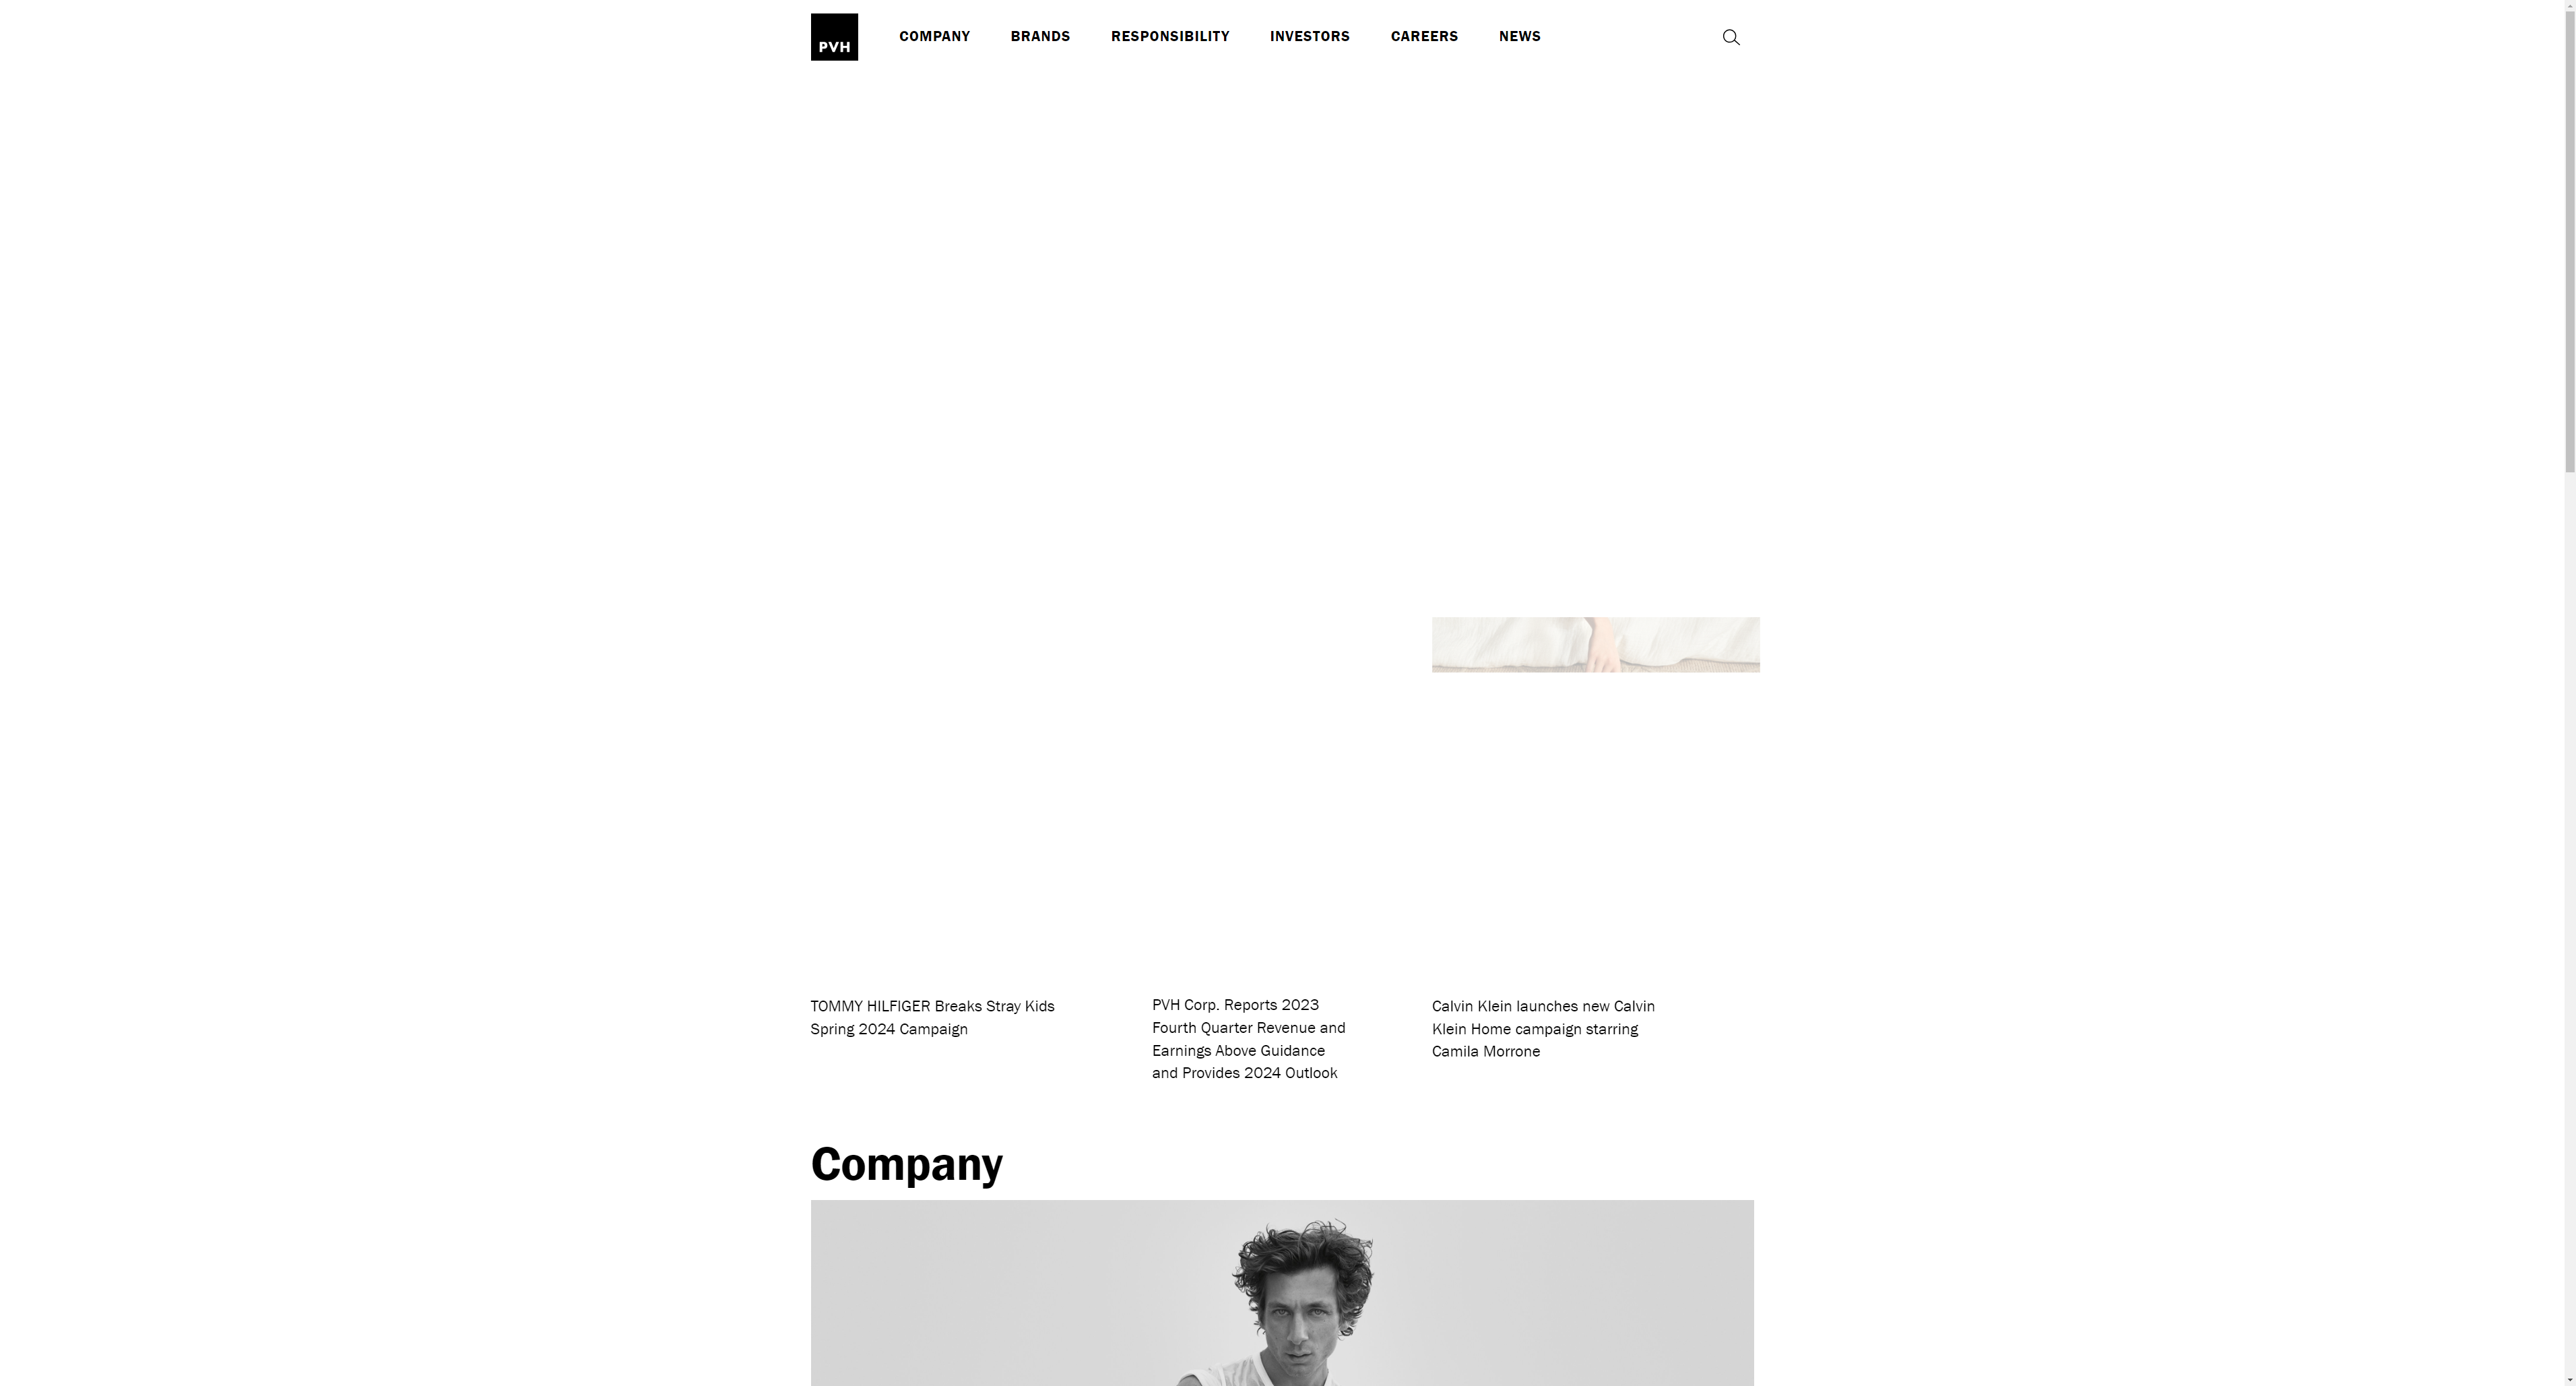 PVH
COMPANY
BRANDS
RESPONSIBILITY
INVESTORS
CAREERS
NEWS
TOMMY HILFIGER Breaks Stray Kids
Spring 2024 Campaign
PVH Corp. Reports 2023
Fourth Quarter Revenue and
Earnings Above Guidance
and Provides 2024 Outlook
Calvin Klein launches new Calvin
Klein Home campaign starring
Camila Morrone
Company